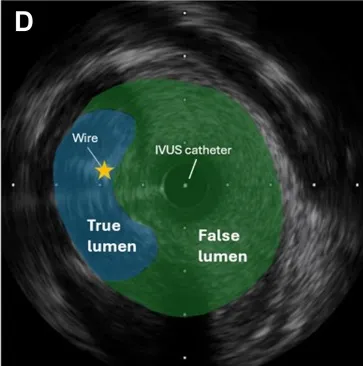 D
Wire
IVUS catheter
True
lumen
False
lumen